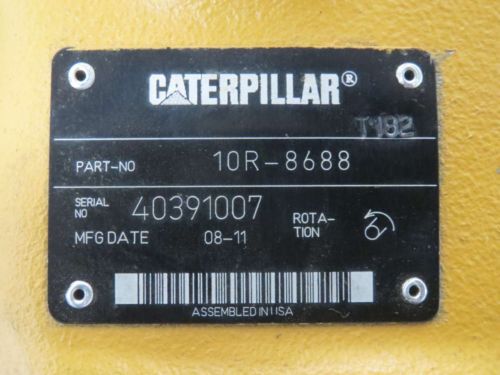 CATERPILLAR®
T182
PART-NO 10R-8688
SERIAL NO 40391007
ROTA-
TION
MFG DATE 08-11
ASSEMBLED IN USA